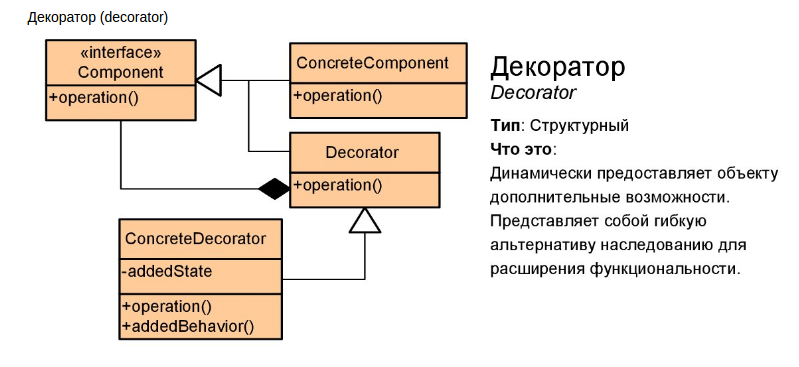 Декоратор (decorator)
«interface»
Component
+operation()
ConcreteComponent
+operation()
Decorator
+operation()
ConcreteDecorator
-addedState
+operation()
+addedBehavior()
Декоратор
Decorator
Тип: Структурный
Что это:
Динамически предоставляет объекту
дополнительные возможности.
Представляет собой гибкую
альтернативу наследованию для
расширения функциональности.